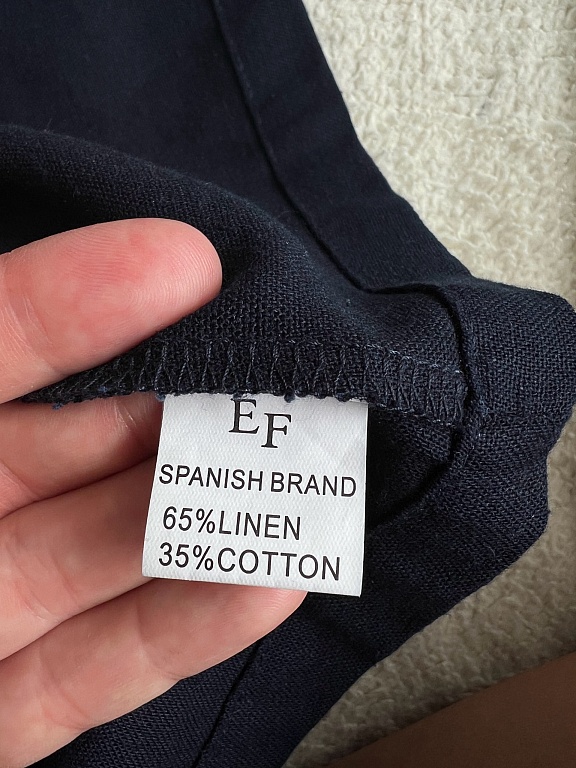 EF
SPANISH BRAND
65%LINEN
35%COTTON